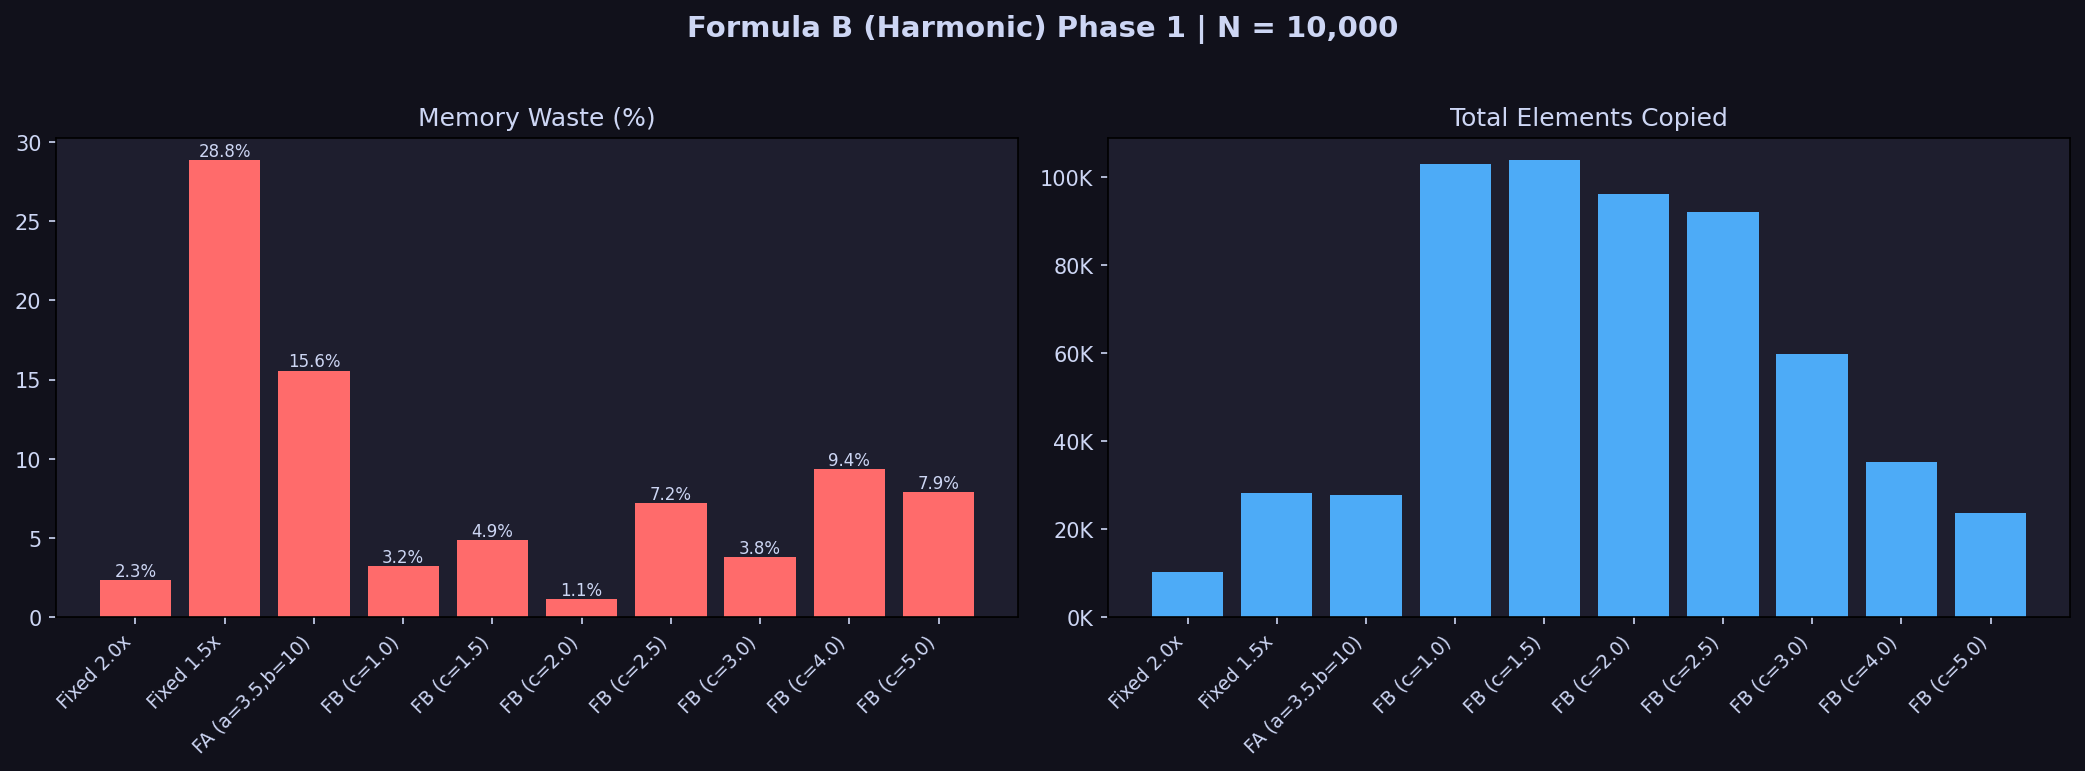 Formula B (Harmonic) Phase 1 | N = 10,000
Memory Waste (%)
30
25
20
15
10
5
0
2.3%
28.8%
15.6%
3.2%
4.9%
1.1%
7.2%
3.8%
9.4%
7.9%
Fixed 2.0x
Fixed 1.5x
FA (a=3.5,b=10)
FB (c=1.0)
FB (c=1.5)
FB (c=2.0)
FB (c=2.5)
FB (c=3.0)
FB (c=4.0)
FB (c=5.0)
Total Elements Copied
100K
80K
60K
40K
20K
0K
Fixed 2.0x
Fixed 1.5x
FA (a=3.5,b=10)
FB (c=1.0)
FB (c=1.5)
FB (c=2.0)
FB (c=2.5)
FB (c=3.0)
FB (c=4.0)
FB (c=5.0)